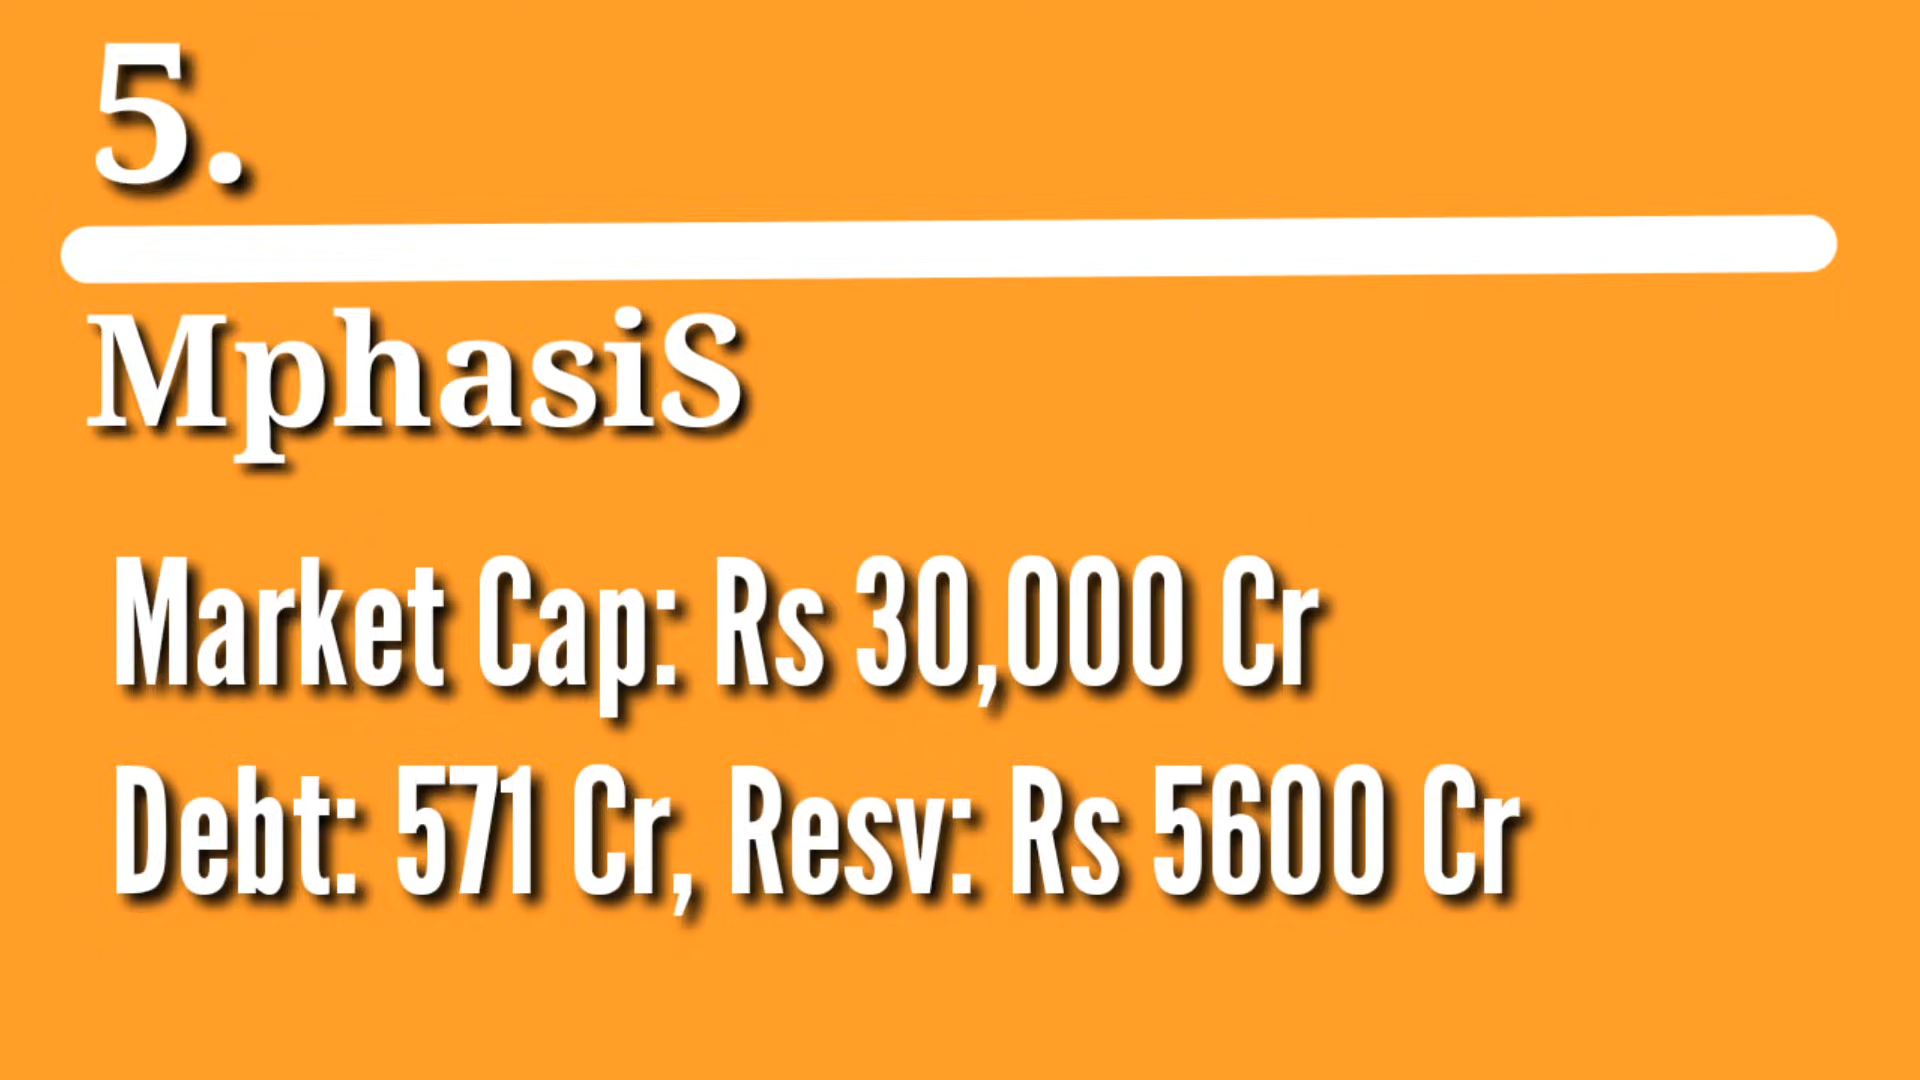 5.
MphasiS
Market Cap: Rs 30,000 Cr
Debt: 571 Cr, Resv: Rs 5600 Cr